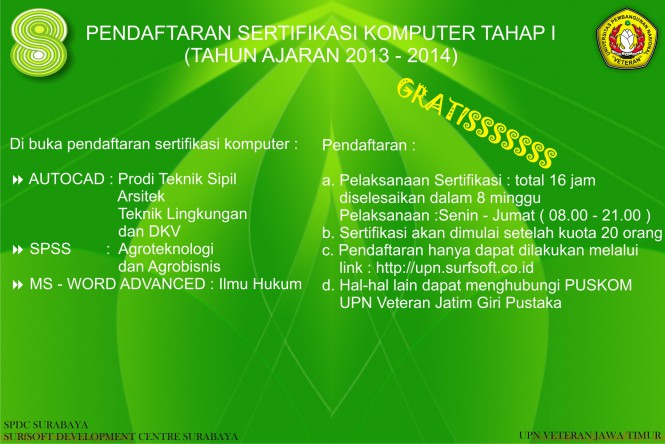 PENDAFTARAN SERTIFIKASI KOMPUTER TAHAP I
(TAHUN AJARAN 2013 - 2014)
UNIVERSITAS PEMBANGUNAN NASIONAL
"VETERAN"
GRATISSSSSSSS
Di buka pendaftaran sertifikasi komputer :
AUTOCAD : Prodi Teknik Sipil
Arsitek
Teknik Lingkungan
dan DKV
SPSS : Agroteknologi
dan Agrobisnis
MS - WORD ADVANCED : Ilmu Hukum
Pendaftaran :
a. Pelaksanaan Sertifikasi : total 16 jam
diselesaikan dalam 8 minggu
Pelaksanaan :Senin - Jumat ( 08.00 - 21.00 )
b. Sertifikasi akan dimulai setelah kuota 20 orang
c. Pendaftaran hanya dapat dilakukan melalui
link : http://upn.surfsoft.co.id
d. Hal-hal lain dapat menghubungi PUSKOM
UPN Veteran Jatim Giri Pustaka
SPDC SURABAYA
SURISOFT DEVELOPMENT CENTRE SURABAYA
UPN VETERAN JAWA TIMUR